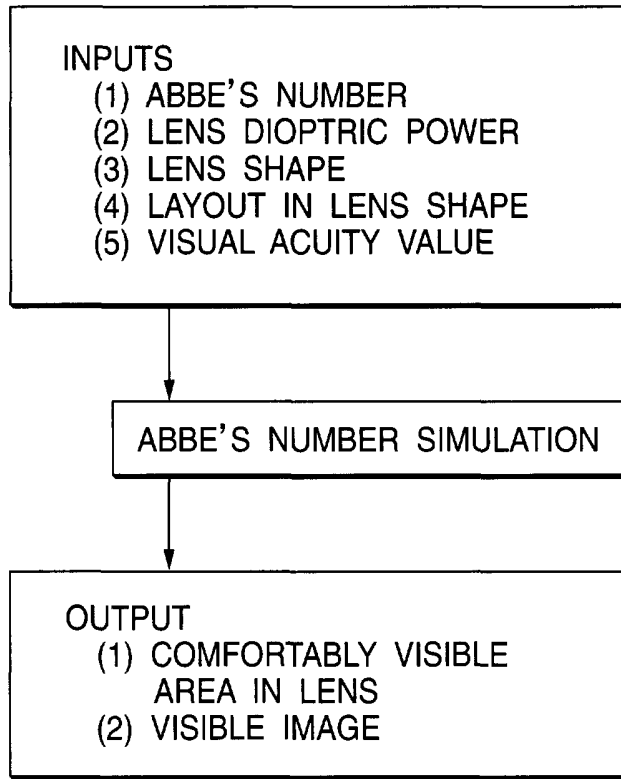 INPUTS
(1) ABBE'S NUMBER
(2) LENS DIOPTRIC POWER
(3) LENS SHAPE
(4) LAYOUT IN LENS SHAPE
(5) VISUAL ACUITY VALUE
ABBE'S NUMBER SIMULATION
OUTPUT
(1) COMFORTABLY VISIBLE
AREA IN LENS
(2) VISIBLE IMAGE